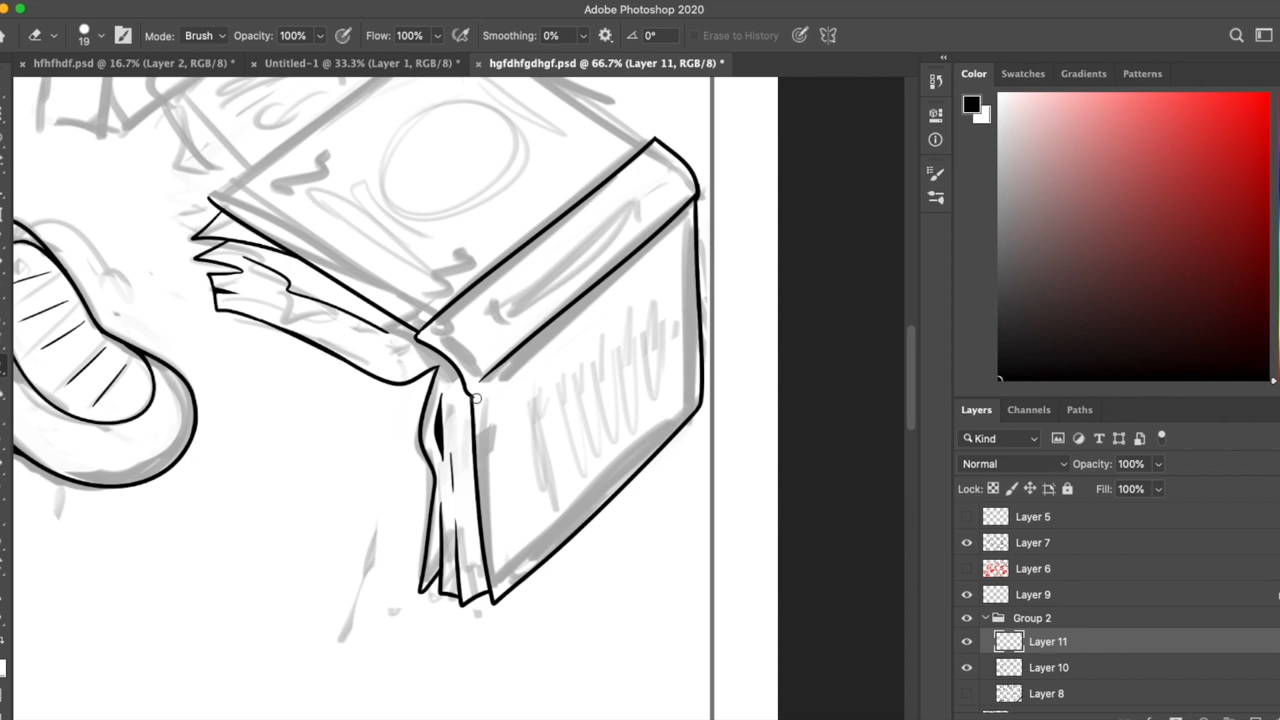 Adobe Photoshop 2020
19 Mode: Brush Opacity: 100% Flow: 100% Smoothing: 0% 0° Erase to History
× hfhfhdf.psd @ 16.7% (Layer 2, RGB/8) * × Untitled-1 @ 33.3% (Layer 1, RGB/8) * × hgfdhfgdhgf.psd @ 66.7% (Layer 11, RGB/8) *
Color Swatches Gradients Patterns
Layers Channels Paths
Kind
Normal Opacity: 100%
Lock: Fill: 100%
Layer 5
Layer 7
Layer 6
Layer 9
Group 2
Layer 11
Layer 10
Layer 8